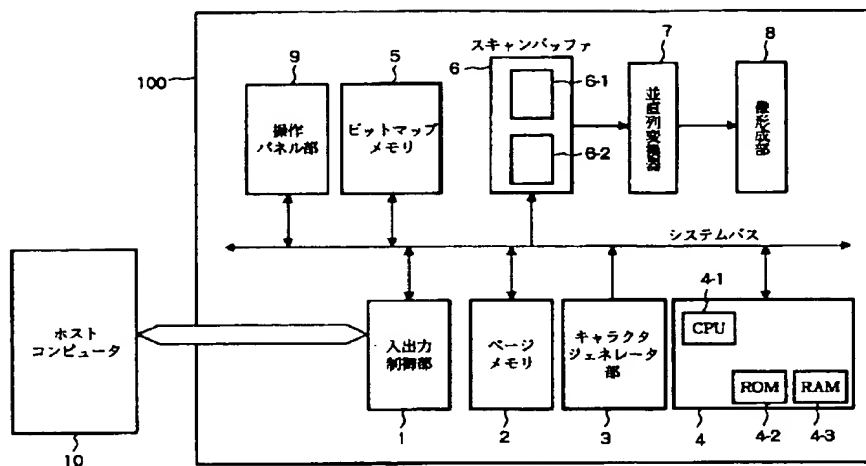 スキャンバッファ
100
9
5
6
6-1
6-2
7
8
操作
パネル部
ビットマップ
メモリ
並直列変換器
像形成部
システムバス
ホスト
コンピュータ
10
入出力
制御部
1
ページ
メモリ
2
キャラクタ
ジェネレータ
部
3
4-1
CPU
ROM
RAM
4
4-2
4-3